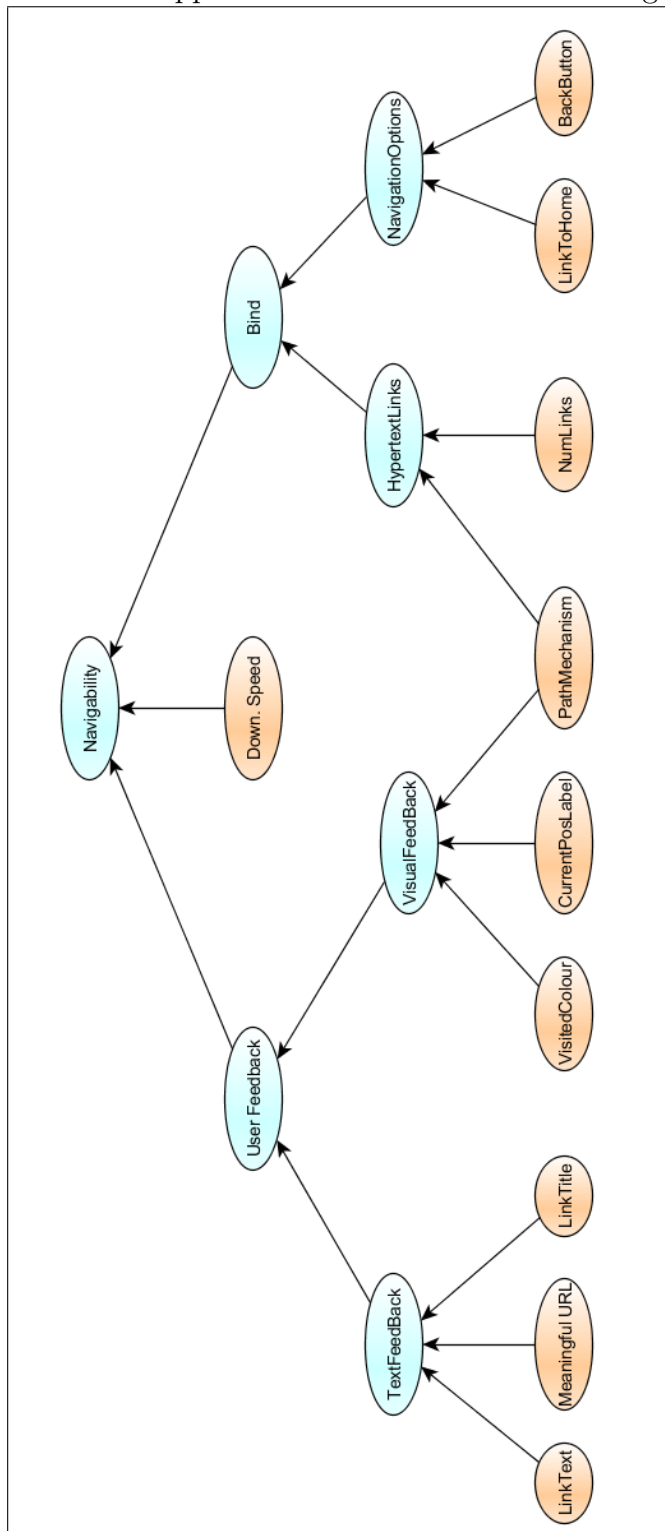 Navigability
User Feedback
Down. Speed
Bind
TextFeedBack
VisualFeedBack
HypertextLinks
NavigationOptions
LinkText
Meaningful URL
LinkTitle
VisitedColour
CurrentPosLabel
PathMechanism
NumLinks
LinkToHome
BackButton